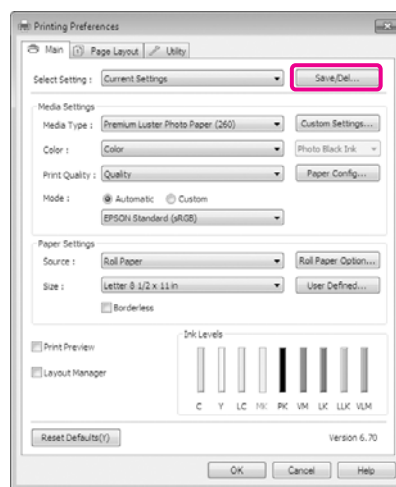 Printing Preferences
Main Page Layout Utility
Select Setting : Current Settings Save/Del...
Media Settings
Media Type : Premium Luster Photo Paper (260) Custom Settings...
Color : Color Photo Black Ink
Print Quality : Quality Paper Config...
Mode : Automatic Custom
EPSON Standard (sRGB)
Paper Settings
Source : Roll Paper Roll Paper Option...
Size : Letter 8 1/2 x 11 in User Defined...
Borderless
Ink Levels
Print Preview
Layout Manager
C Y LC MK PK VM LK LLK VLM
Reset Defaults(Y) Version 6.70
OK Cancel Help